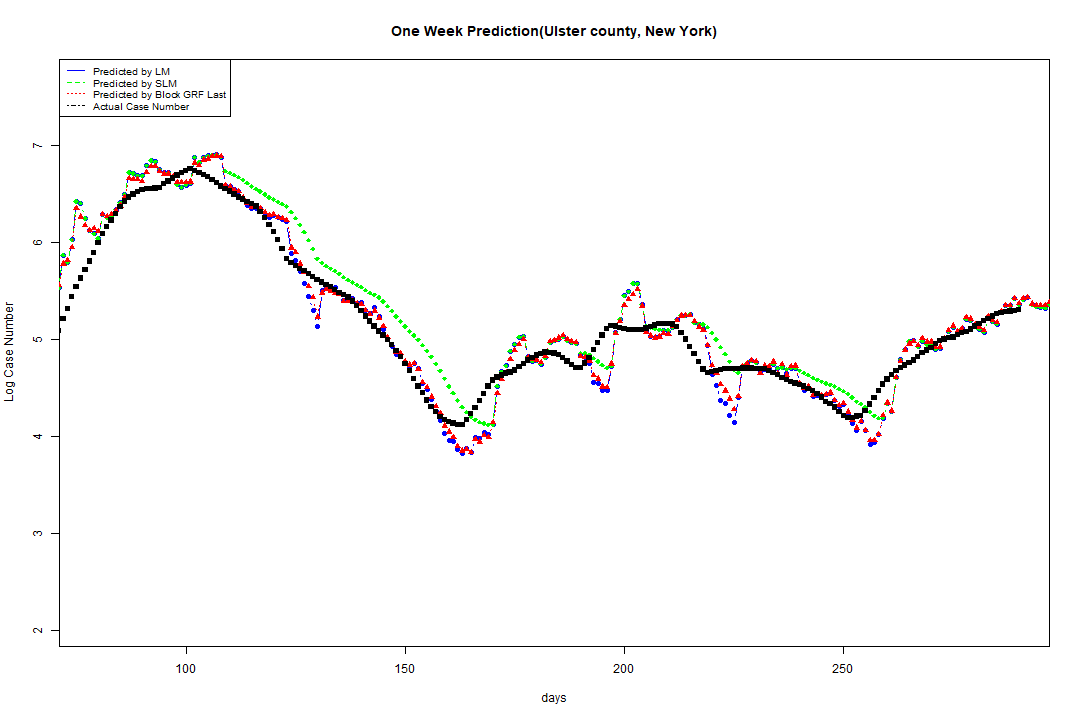 One Week Prediction(Ulster county, New York)
Predicted by LM
Predicted by SLM
Predicted by Block GRF Last
Actual Case Number
Log Case Number
7
6
5
4
3
2
100 150 200 250
days